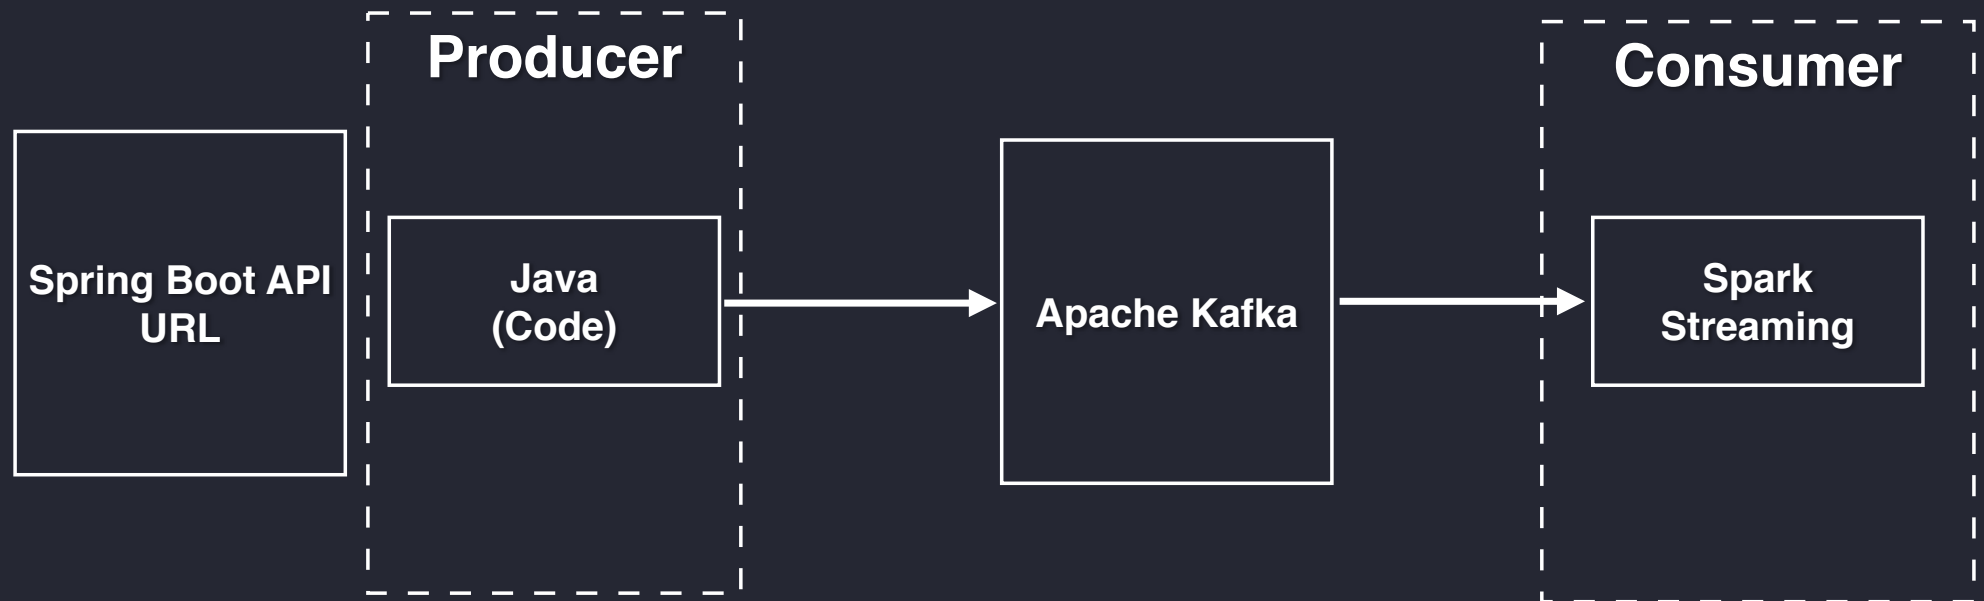 Producer
Consumer
Spring Boot API
URL
Java
(Code)
Apache Kafka
Spark
Streaming